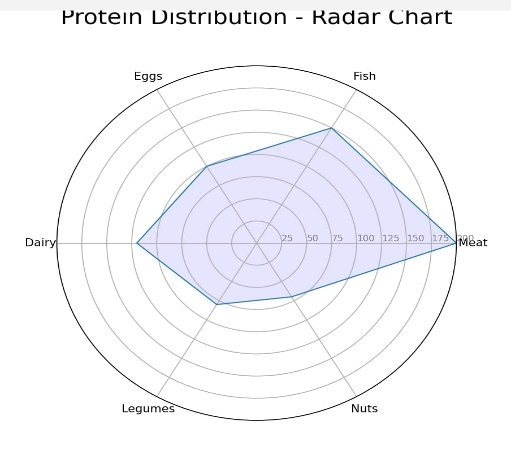 Protein Distribution - Radar Chart
Eggs
Fish
Dairy
25 50 75 100 125 150 175 200
Meat
Legumes
Nuts